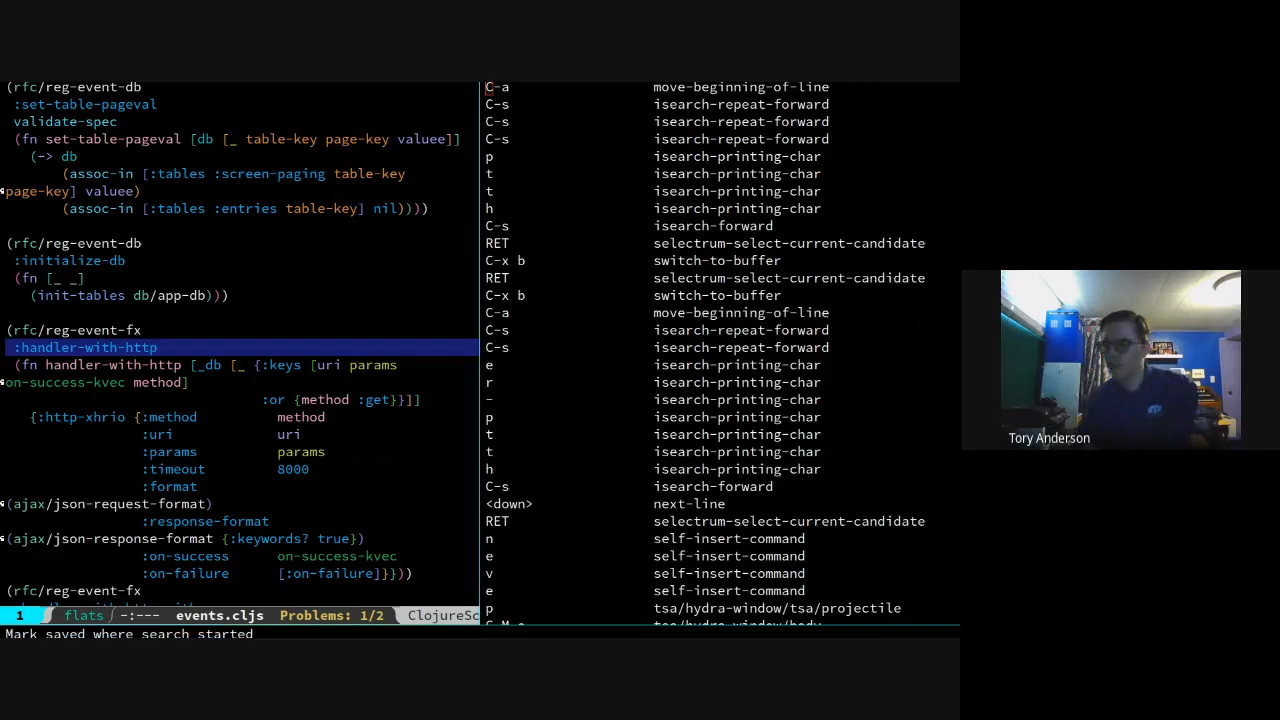 (rfc/reg-event-db
:set-table-pageval
validate-spec
(fn set-table-pageval [db [_ table-key page-key valuee]]
(-> db
(assoc-in [:tables :screen-paging table-key
page-key] valuee)
(assoc-in [:tables :entries table-key] nil))))
(rfc/reg-event-db
:initialize-db
(fn [_ _]
(init-tables db/app-db)))
(rfc/reg-event-fx
:handler-with-http
(fn handler-with-http [_db [_ {:keys [uri params
on-success-kvec method]
:or {method :get}}]]
{:http-xhrio {:method method
:uri uri
:params params
:timeout 8000
:format
(ajax/json-request-format)
:response-format
(ajax/json-response-format {:keywords? true})
:on-success on-success-kvec
:on-failure [:on-failure]}}))
(rfc/reg-event-fx
1 flats -:--- events.cljs Problems: 1/2 ClojureSc
Mark saved where search started
C-a move-beginning-of-line
C-s isearch-repeat-forward
C-s isearch-repeat-forward
C-s isearch-repeat-forward
p isearch-printing-char
t isearch-printing-char
t isearch-printing-char
h isearch-printing-char
C-s isearch-forward
RET selectrum-select-current-candidate
C-x b switch-to-buffer
RET selectrum-select-current-candidate
C-x b switch-to-buffer
C-a move-beginning-of-line
C-s isearch-repeat-forward
C-s isearch-repeat-forward
e isearch-printing-char
r isearch-printing-char
- isearch-printing-char
p isearch-printing-char
t isearch-printing-char
t isearch-printing-char
h isearch-printing-char
C-s isearch-forward
<down> next-line
RET selectrum-select-current-candidate
n self-insert-command
e self-insert-command
v self-insert-command
e self-insert-command
p tsa/hydra-window/tsa/projectile
Tory Anderson